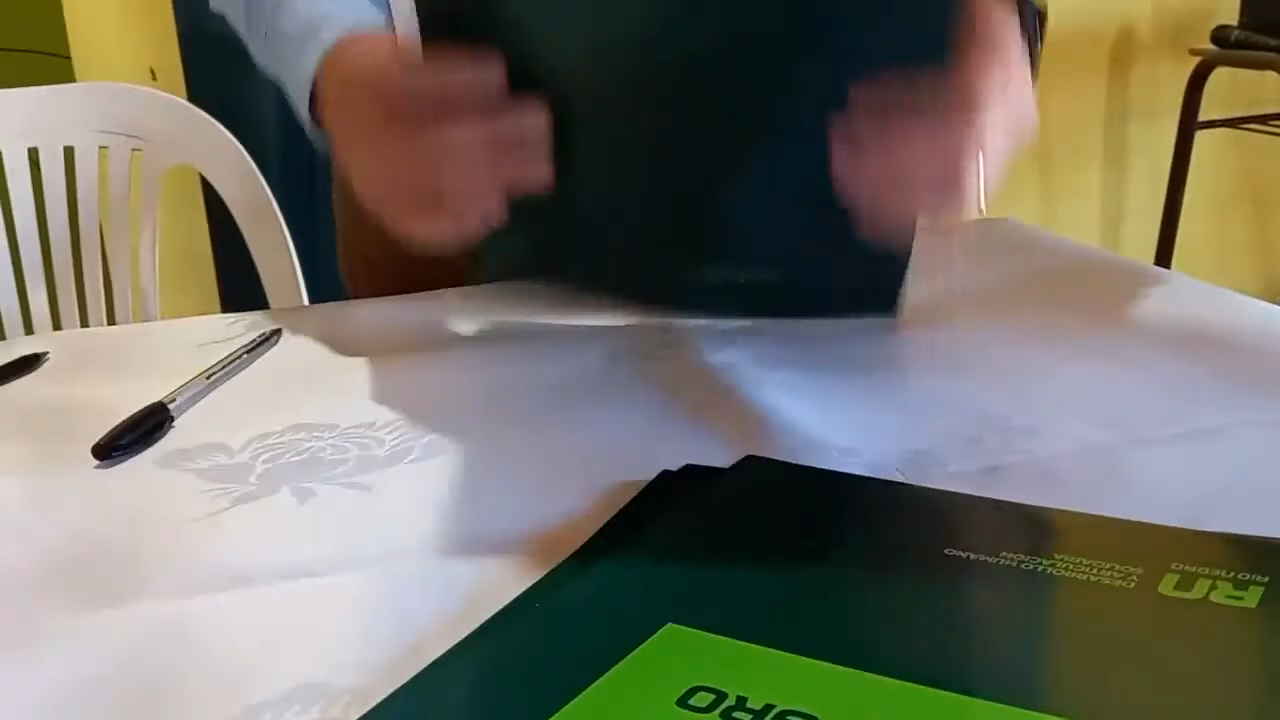 RN
RIO NEGRO
DESARROLLO HUMANO
Y ARTICULACIÓN
SOLIDARIA